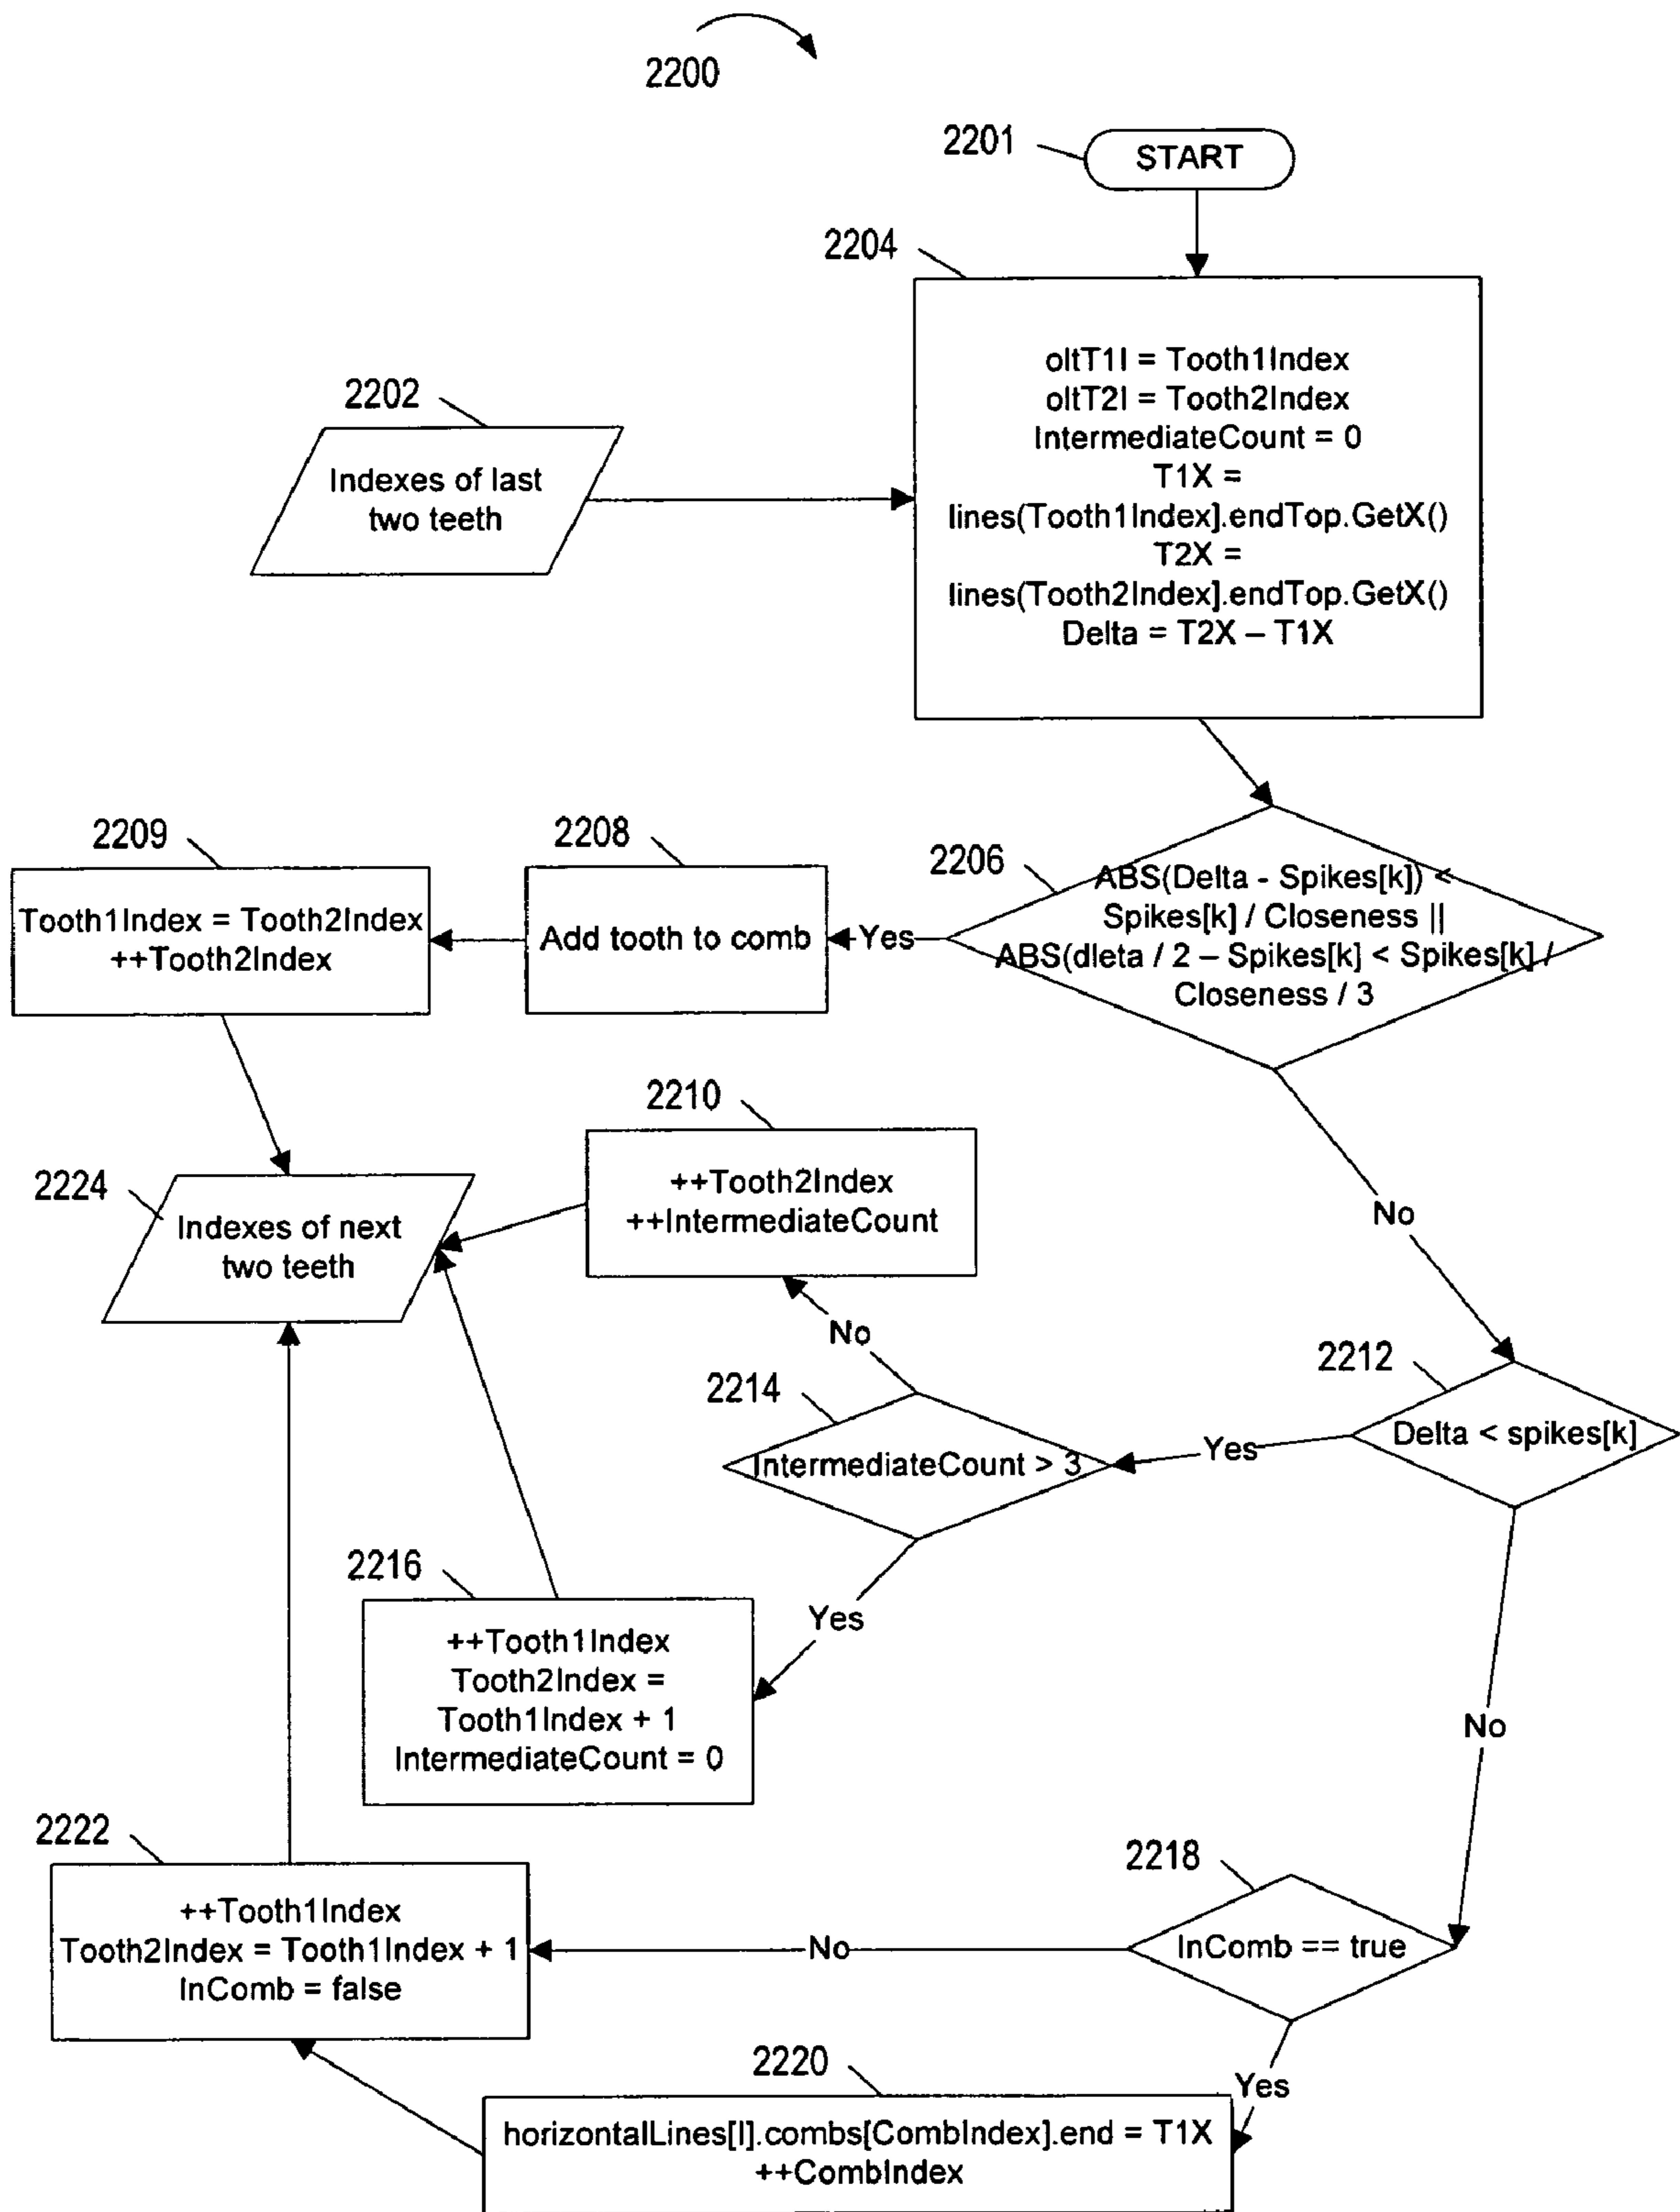 2200
2201
START
2204
oltT1I = Tooth1Index
oltT2I = Tooth2Index
IntermediateCount = 0
T1X =
lines(Tooth1Index].endTop.GetX()
T2X =
lines(Tooth2Index].endTop.GetX()
Delta = T2X – T1X
2202
Indexes of last
two teeth
2206
ABS(Delta - Spikes[k]) <
Spikes[k] / Closeness ||
ABS(dleta / 2 – Spikes[k] < Spikes[k] /
Closeness / 3
Yes
2208
Add tooth to comb
2209
Tooth1Index = Tooth2Index
++Tooth2Index
2210
++Tooth2Index
++IntermediateCount
2224
Indexes of next
two teeth
No
No
2212
Delta < spikes[k]
Yes
2214
IntermediateCount > 3
Yes
2216
++Tooth1Index
Tooth2Index =
Tooth1Index + 1
IntermediateCount = 0
No
2218
InComb == true
No
2222
++Tooth1Index
Tooth2Index = Tooth1Index + 1
InComb = false
Yes
2220
horizontalLines[I].combs[CombIndex].end = T1X
++CombIndex